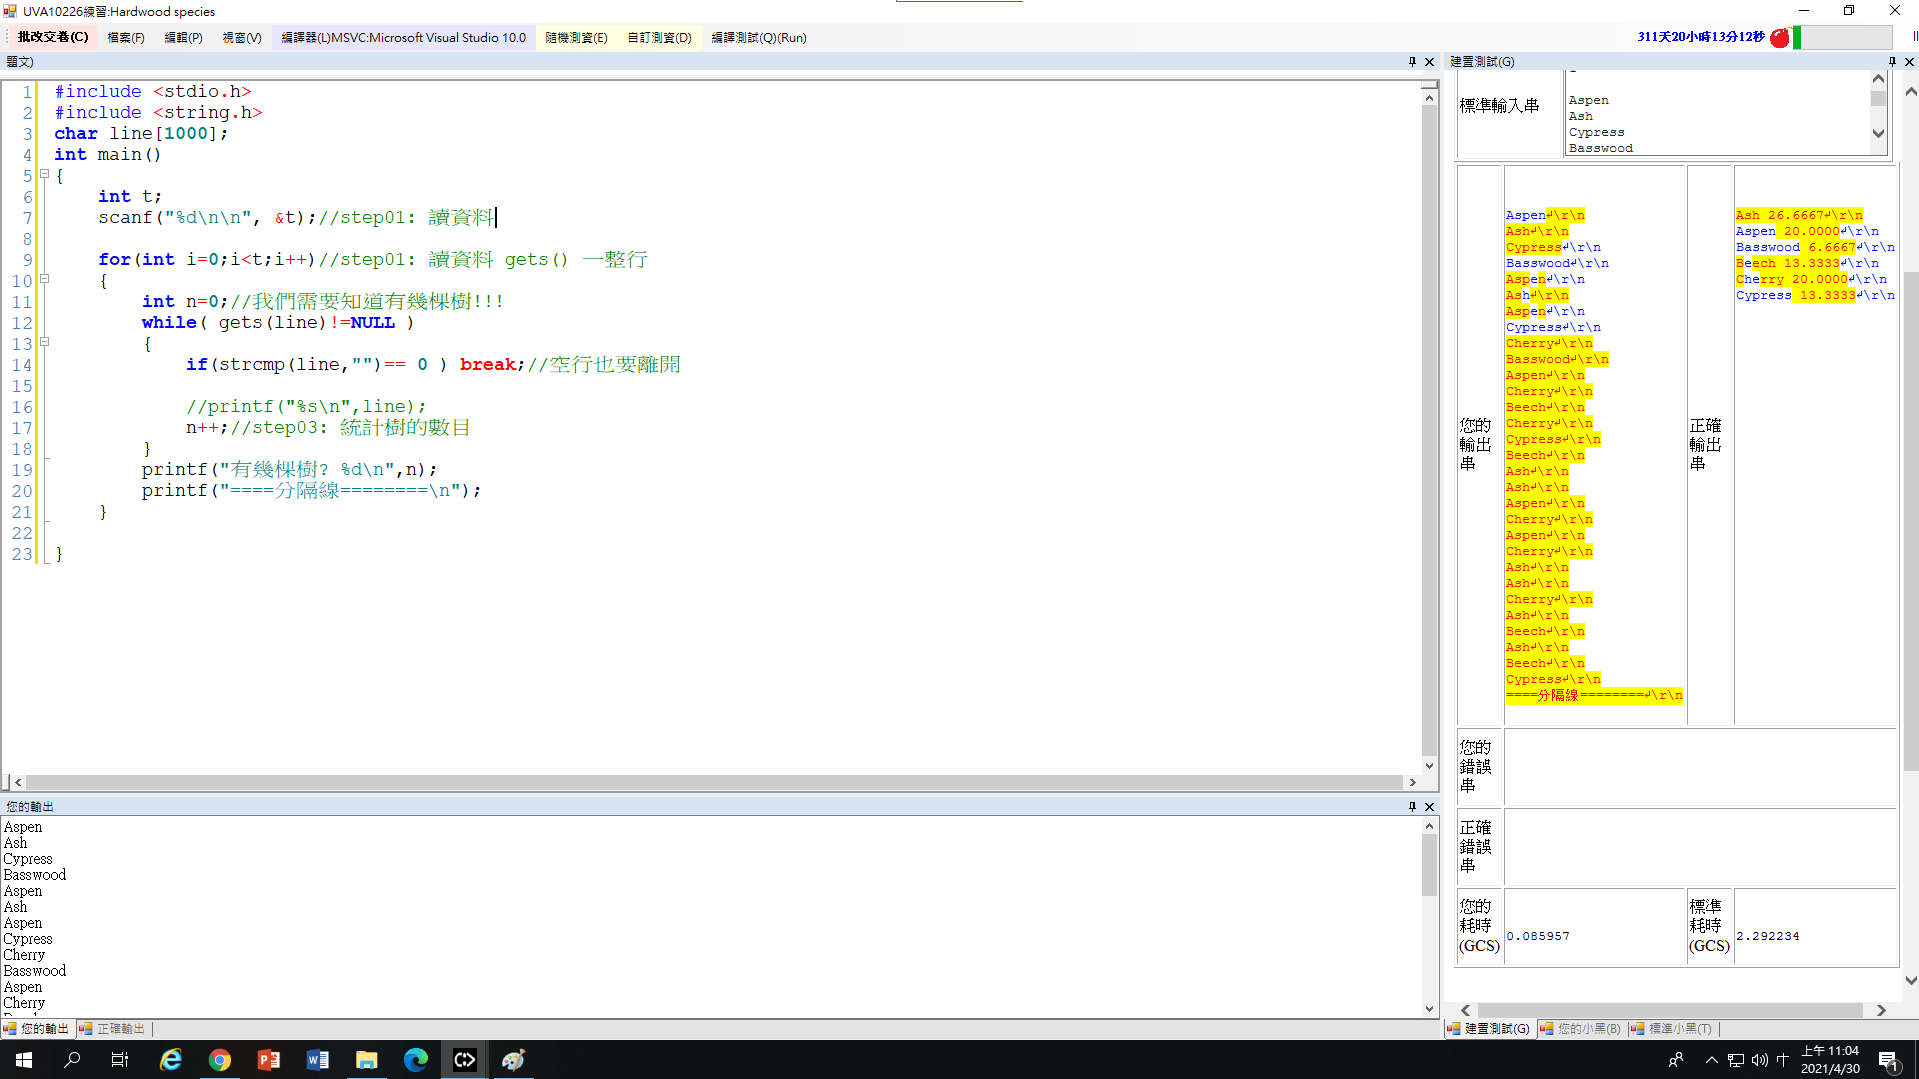 UVA10226練習:Hardwood species
批改交卷(C) 檔案(F) 編輯(P) 視窗(V) 編譯器(L)MSVC:Microsoft Visual Studio 10.0 隨機測資(E) 自訂測資(D) 編譯測試(Q)(Run)
311天20小時13分12秒
題文)
1 #include <stdio.h>
2 #include <string.h>
3 char line[1000];
4 int main()
5 {
6 int t;
7 scanf("%d\n\n", &t);//step01: 讀資料
8
9 for(int i=0;i<t;i++)//step01: 讀資料 gets() 一整行
10 {
11 int n=0;//我們需要知道有幾棵樹!!!
12 while( gets(line)!=NULL )
13 {
14 if(strcmp(line,"")== 0 ) break;//空行也要離開
15
16 //printf("%s\n",line);
17 n++;//step03: 統計樹的數目
18 }
19 printf("有幾棵樹? %d\n",n);
20 printf("====分隔線========\n");
21 }
22
23 }
您的輸出
Aspen
Ash
Cypress
Basswood
Aspen
Ash
Aspen
Cypress
Cherry
Basswood
Aspen
Cherry
您的輸出 正確輸出
建置測試(G)
標準輸入串
Aspen
Ash
Cypress
Basswood
您的輸出串
Aspen↲\r\n
Ash↲\r\n
Cypress↲\r\n
Basswood↲\r\n
Aspen↲\r\n
Ash↲\r\n
Aspen↲\r\n
Cypress↲\r\n
Cherry↲\r\n
Basswood↲\r\n
Aspen↲\r\n
Cherry↲\r\n
Beech↲\r\n
Cherry↲\r\n
Cypress↲\r\n
Beech↲\r\n
Ash↲\r\n
Ash↲\r\n
Aspen↲\r\n
Cherry↲\r\n
Aspen↲\r\n
Cherry↲\r\n
Ash↲\r\n
Ash↲\r\n
Cherry↲\r\n
Ash↲\r\n
Beech↲\r\n
Ash↲\r\n
Beech↲\r\n
Cypress↲\r\n
====分隔線========↲\r\n
正確輸出串
Ash 26.6667↲\r\n
Aspen 20.0000↲\r\n
Basswood 6.6667↲\r\n
Beech 13.3333↲\r\n
Cherry 20.0000↲\r\n
Cypress 13.3333↲\r\n
您的錯誤串
正確錯誤串
您的耗時(GCS)
0.085957
標準耗時(GCS)
2.292234
建置測試(G) 您的小黑(B) 標準小黑(T)
中
上午 11:04
2021/4/30
1